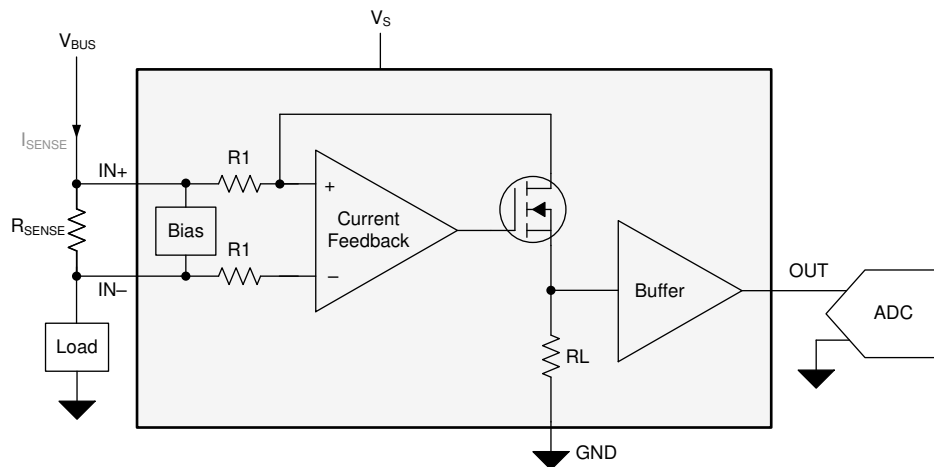 V_S
V_BUS
I_SENSE
IN+
R1
R_SENSE
Bias
R1
IN−
Load
+
−
Current
Feedback
Buffer
OUT
ADC
RL
GND